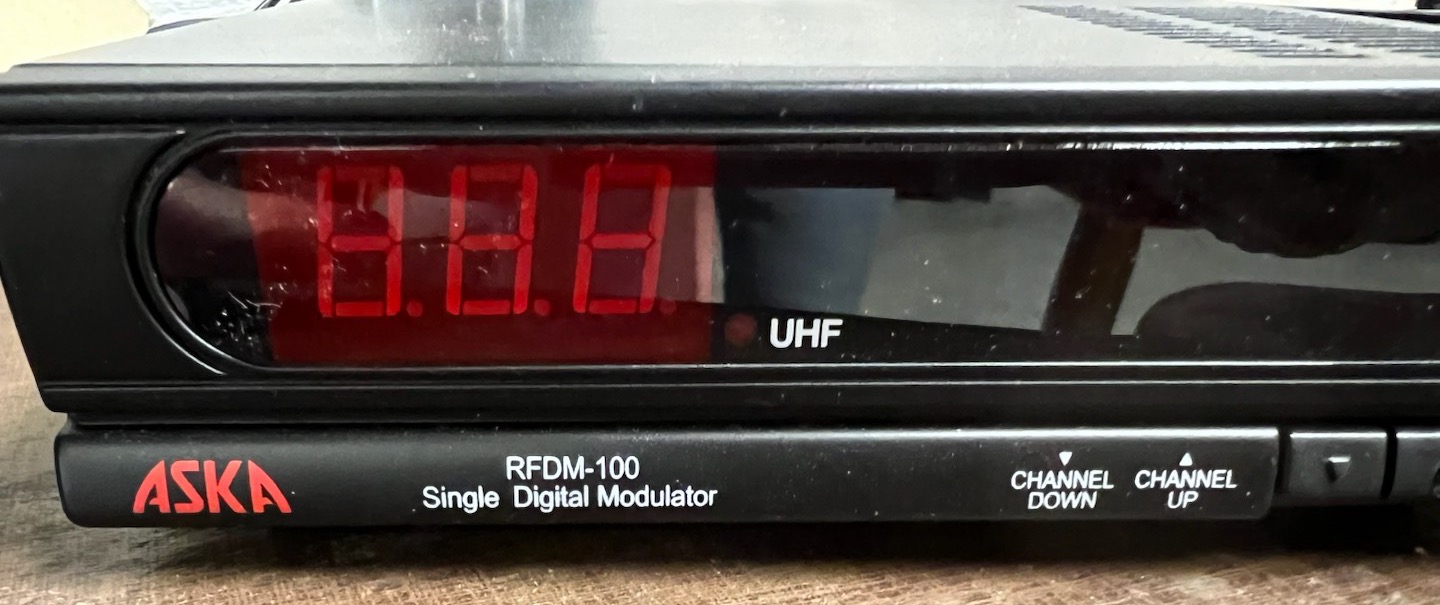 UHF
ASKA
RFDM-100
Single Digital Modulator
▼ ▲
CHANNEL CHANNEL
DOWN UP